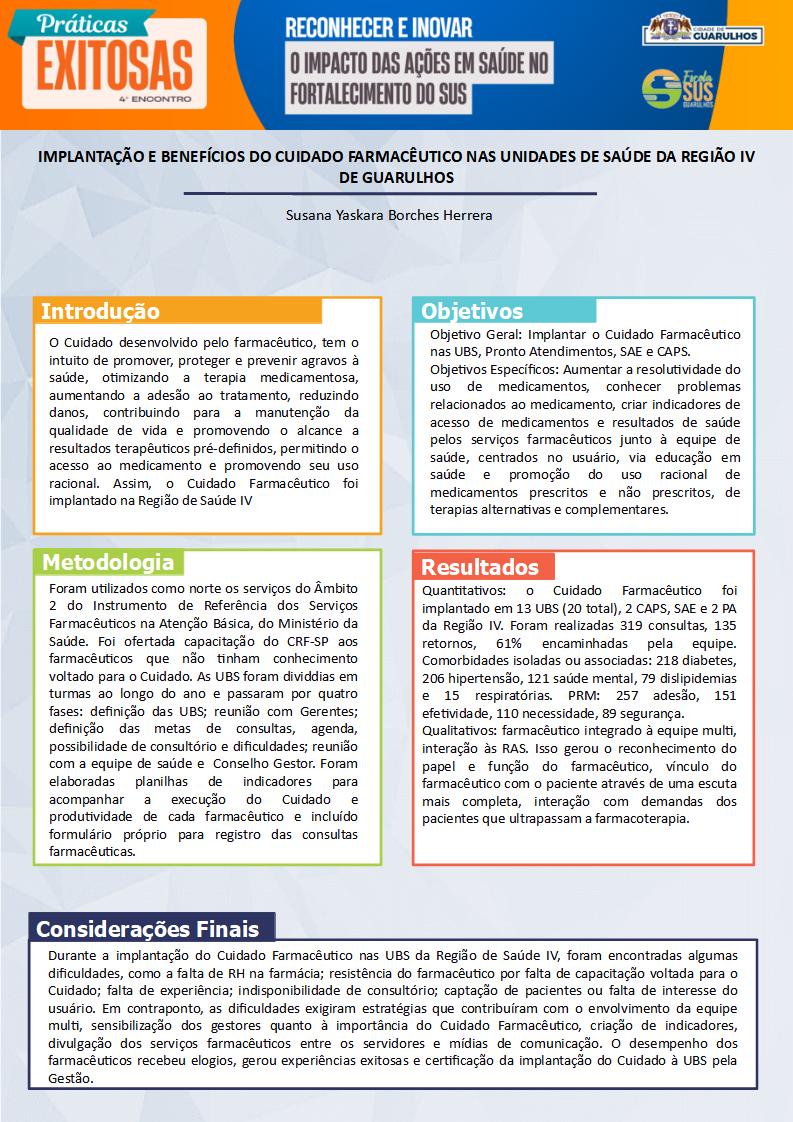 Práticas
EXITOSAS
4º ENCONTRO
RECONHECER E INOVAR
O IMPACTO DAS AÇÕES EM SAÚDE NO
FORTALECIMENTO DO SUS
CIDADE DE
GUARULHOS
Escola
SUS
GUARULHOS
IMPLANTAÇÃO E BENEFÍCIOS DO CUIDADO FARMACÊUTICO NAS UNIDADES DE SAÚDE DA REGIÃO IV
DE GUARULHOS
Susana Yaskara Borches Herrera
Introdução
O Cuidado desenvolvido pelo farmacêutico, tem o
intuito de promover, proteger e prevenir agravos à
saúde, otimizando a terapia medicamentosa,
aumentando a adesão ao tratamento, reduzindo
danos, contribuindo para a manutenção da
qualidade de vida e promovendo o alcance a
resultados terapêuticos pré-definidos, permitindo o
acesso ao medicamento e promovendo seu uso
racional. Assim, o Cuidado Farmacêutico foi
implantado na Região de Saúde IV
Objetivos
Objetivo Geral: Implantar o Cuidado Farmacêutico
nas UBS, Pronto Atendimentos, SAE e CAPS.
Objetivos Específicos: Aumentar a resolutividade do
uso de medicamentos, conhecer problemas
relacionados ao medicamento, criar indicadores de
acesso de medicamentos e resultados de saúde
pelos serviços farmacêuticos junto à equipe de
saúde, centrados no usuário, via educação em
saúde e promoção do uso racional de
medicamentos prescritos e não prescritos, de
terapias alternativas e complementares.
Metodologia
Foram utilizados como norte os serviços do Âmbito
2 do Instrumento de Referência dos Serviços
Farmacêuticos na Atenção Básica, do Ministério da
Saúde. Foi ofertada capacitação do CRF-SP aos
farmacêuticos que não tinham conhecimento
voltado para o Cuidado. As UBS foram dividdias em
turmas ao longo do ano e passaram por quatro
fases: definição das UBS; reunião com Gerentes;
definição das metas de consultas, agenda,
possibilidade de consultório e dificuldades; reunião
com a equipe de saúde e Conselho Gestor. Foram
elaboradas planilhas de indicadores para
acompanhar a execução do Cuidado e
produtividade de cada farmacêutico e incluído
formulário próprio para registro das consultas
farmacêuticas.
Resultados
Quantitativos: o Cuidado Farmacêutico foi
implantado em 13 UBS (20 total), 2 CAPS, SAE e 2 PA
da Região IV. Foram realizadas 319 consultas, 135
retornos, 61% encaminhadas pela equipe.
Comorbidades isoladas ou associadas: 218 diabetes,
206 hipertensão, 121 saúde mental, 79 dislipidemias
e 15 respiratórias. PRM: 257 adesão, 151
efetividade, 110 necessidade, 89 segurança.
Qualitativos: farmacêutico integrado à equipe multi,
interação às RAS. Isso gerou o reconhecimento do
papel e função do farmacêutico, vínculo do
farmacêutico com o paciente através de uma escuta
mais completa, interação com demandas dos
pacientes que ultrapassam a farmacoterapia.
Considerações Finais
Durante a implantação do Cuidado Farmacêutico nas UBS da Região de Saúde IV, foram encontradas algumas
dificuldades, como a falta de RH na farmácia; resistência do farmacêutico por falta de capacitação voltada para o
Cuidado; falta de experiência; indisponibilidade de consultório; captação de pacientes ou falta de interesse do
usuário. Em contraponto, as dificuldades exigiram estratégias que contribuíram com o envolvimento da equipe
multi, sensibilização dos gestores quanto à importância do Cuidado Farmacêutico, criação de indicadores,
divulgação dos serviços farmacêuticos entre os servidores e mídias de comunicação. O desempenho dos
farmacêuticos recebeu elogios, gerou experiências exitosas e certificação da implantação do Cuidado à UBS pela
Gestão.